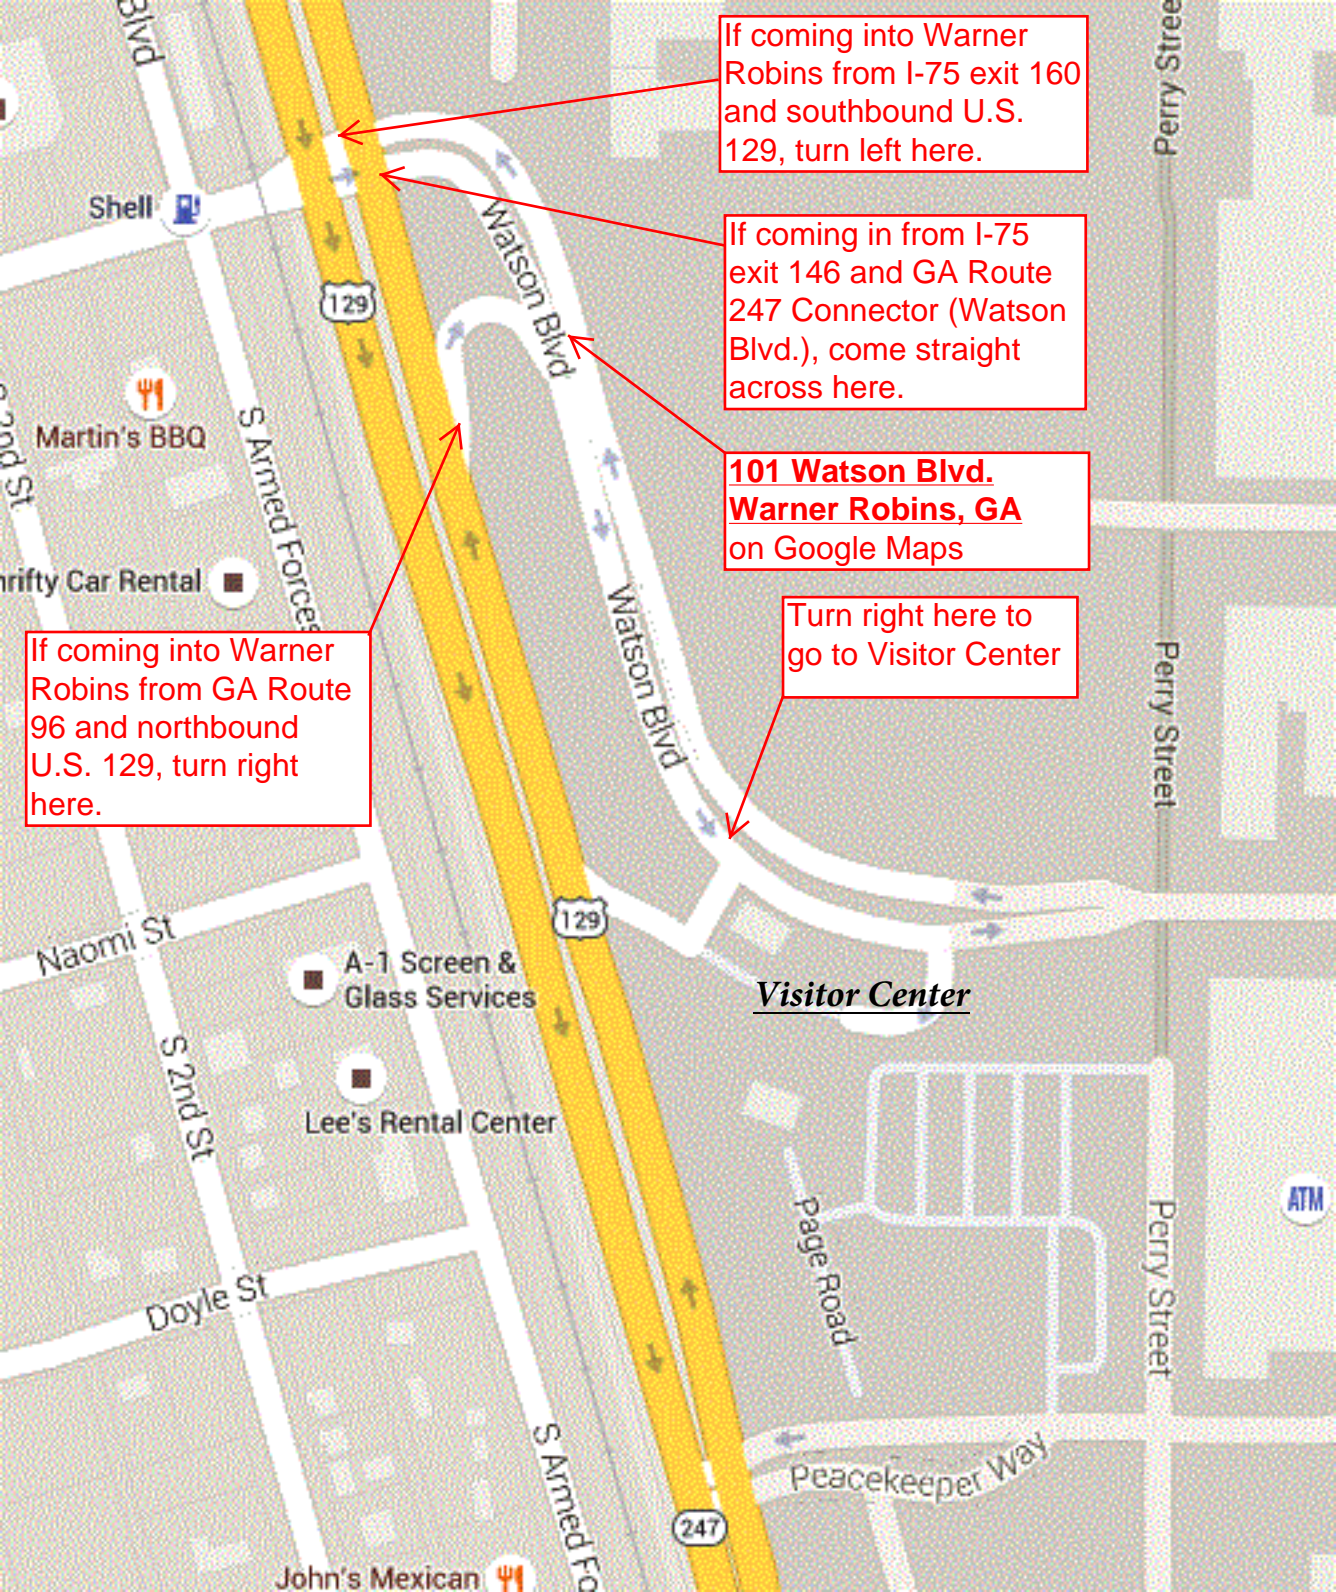 Blvd
If coming into Warner
Robins from I-75 exit 160
and southbound U.S.
129, turn left here.
Perry Stree
Shell
Watson Blvd
If coming in from I-75
exit 146 and GA Route
247 Connector (Watson
Blvd.), come straight
across here.
129
Martin's BBQ
2nd St
S Armed Forces
101 Watson Blvd.
Warner Robins, GA
on Google Maps
hrifty Car Rental
Watson Blvd
Turn right here to
go to Visitor Center
If coming into Warner
Robins from GA Route
96 and northbound
U.S. 129, turn right
here.
Perry Street
129
Naomi St
A-1 Screen &
Glass Services
Visitor Center
S 2nd St
Lee's Rental Center
Page Road
ATM
Perry Street
Doyle St
S Armed Fo
Peacekeeper Way
247
John's Mexican